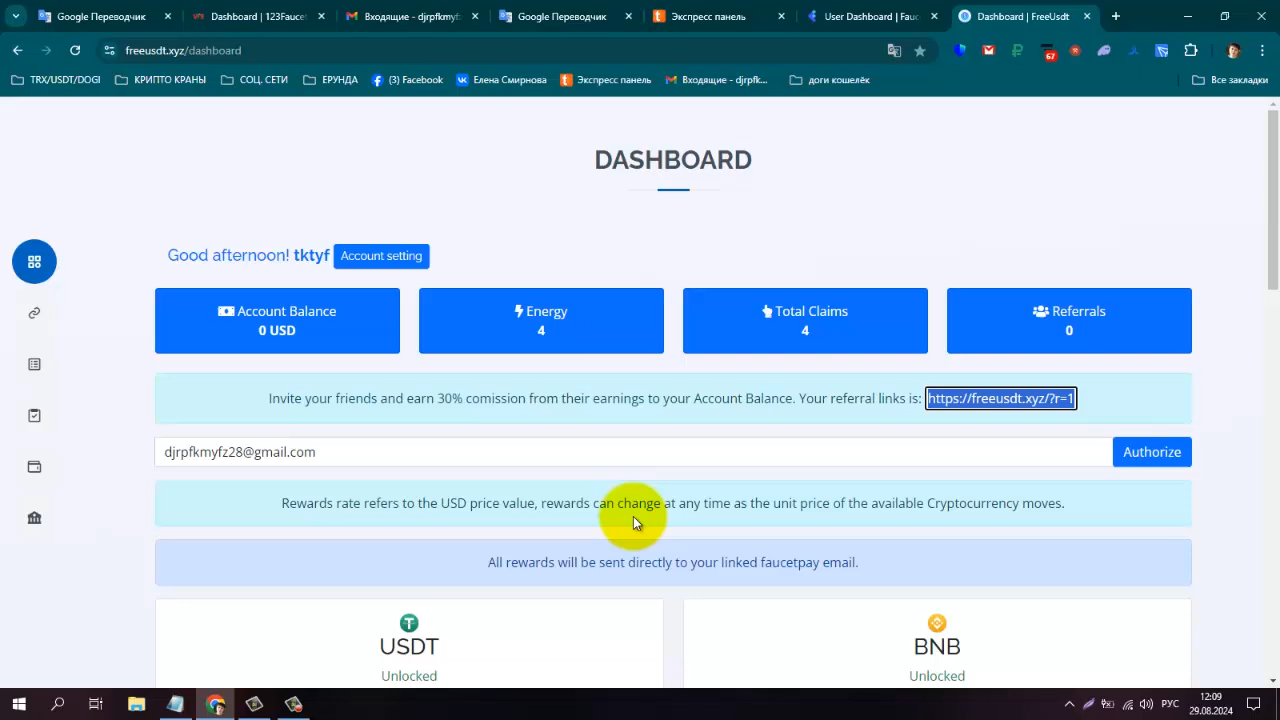 Google Переводчик
Dashboard | 123Fauce
Входящие - djrpfkmyf
Google Переводчик
Экспресс панель
User Dashboard | Fauc
Dashboard | FreeUsdt
freeusdt.xyz/dashboard
67
TRX/USDT/DOGI
КРИПТО КРАНЫ
СОЦ. СЕТИ
ЕРУНДА
(3) Facebook
Елена Смирнова
Экспресс панель
Входящие - djrpfk...
доги кошелёк
Все закладки
DASHBOARD
Good afternoon! tktyf
Account setting
Account Balance
0 USD
Energy
4
Total Claims
4
Referrals
0
Invite your friends and earn 30% comission from their earnings to your Account Balance. Your referral links is: https://freeusdt.xyz/?r=1
djrpfkmyfz28@gmail.com
Authorize
Rewards rate refers to the USD price value, rewards can change at any time as the unit price of the available Cryptocurrency moves.
All rewards will be sent directly to your linked faucetpay email.
USDT
Unlocked
BNB
Unlocked
РУС
12:09
29.08.2024